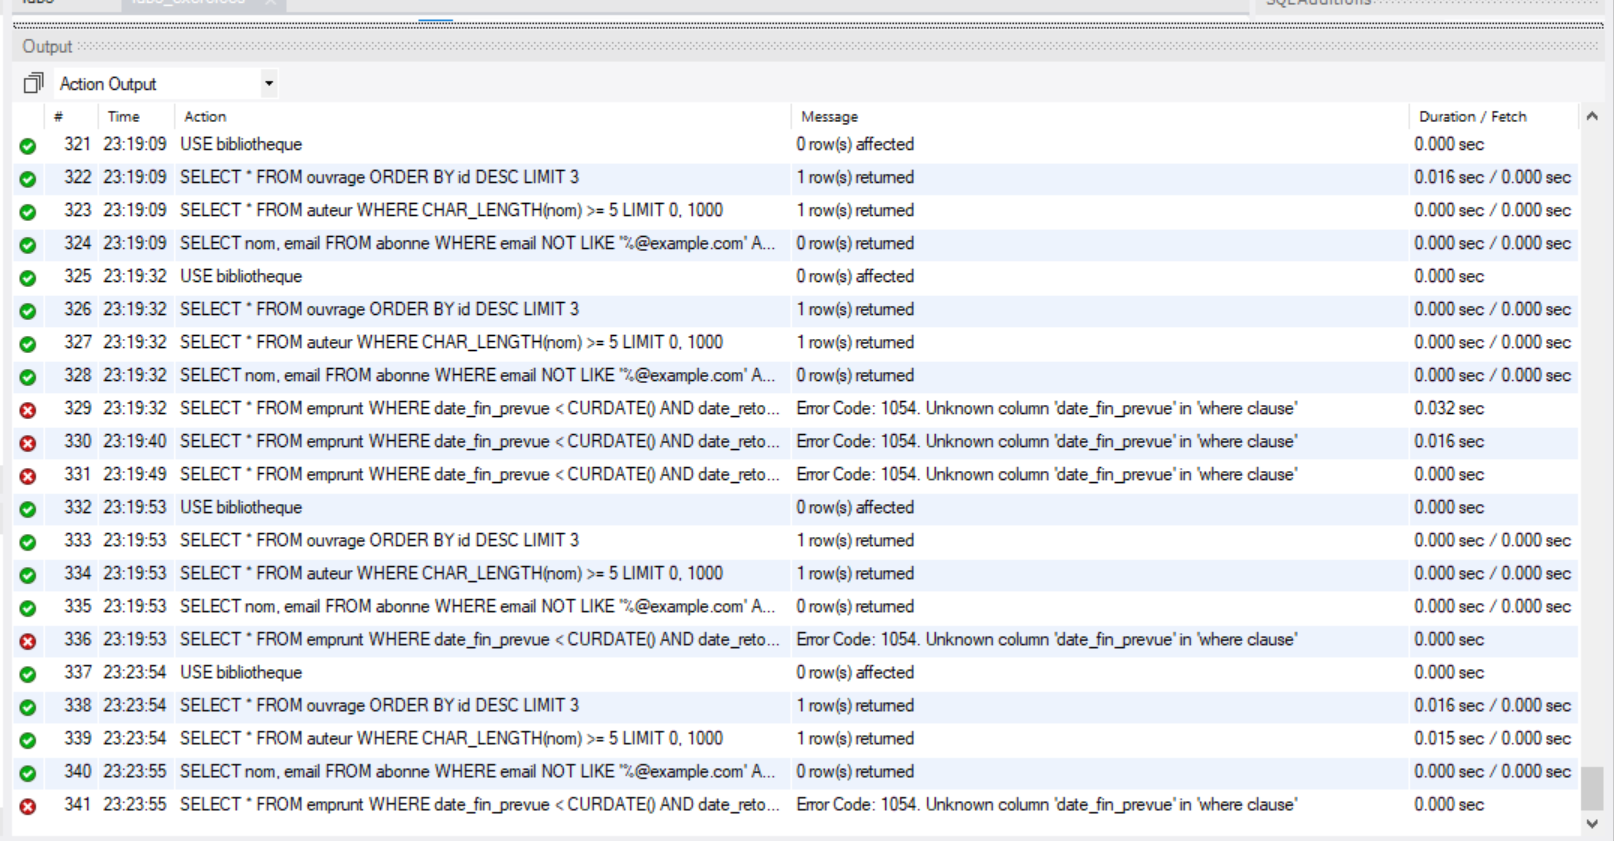 Output
Action Output
# Time Action Message Duration / Fetch
321 23:19:09 USE bibliotheque 0 row(s) affected 0.000 sec
322 23:19:09 SELECT * FROM ouvrage ORDER BY id DESC LIMIT 3 1 row(s) returned 0.016 sec / 0.000 sec
323 23:19:09 SELECT * FROM auteur WHERE CHAR_LENGTH(nom) >= 5 LIMIT 0, 1000 1 row(s) returned 0.000 sec / 0.000 sec
324 23:19:09 SELECT nom, email FROM abonne WHERE email NOT LIKE '%@example.com' A... 0 row(s) returned 0.000 sec / 0.000 sec
325 23:19:32 USE bibliotheque 0 row(s) affected 0.000 sec
326 23:19:32 SELECT * FROM ouvrage ORDER BY id DESC LIMIT 3 1 row(s) returned 0.000 sec / 0.000 sec
327 23:19:32 SELECT * FROM auteur WHERE CHAR_LENGTH(nom) >= 5 LIMIT 0, 1000 1 row(s) returned 0.000 sec / 0.000 sec
328 23:19:32 SELECT nom, email FROM abonne WHERE email NOT LIKE '%@example.com' A... 0 row(s) returned 0.000 sec / 0.000 sec
329 23:19:32 SELECT * FROM emprunt WHERE date_fin_prevue < CURDATE() AND date_reto... Error Code: 1054. Unknown column 'date_fin_prevue' in 'where clause' 0.032 sec
330 23:19:40 SELECT * FROM emprunt WHERE date_fin_prevue < CURDATE() AND date_reto... Error Code: 1054. Unknown column 'date_fin_prevue' in 'where clause' 0.016 sec
331 23:19:49 SELECT * FROM emprunt WHERE date_fin_prevue < CURDATE() AND date_reto... Error Code: 1054. Unknown column 'date_fin_prevue' in 'where clause' 0.000 sec
332 23:19:53 USE bibliotheque 0 row(s) affected 0.000 sec
333 23:19:53 SELECT * FROM ouvrage ORDER BY id DESC LIMIT 3 1 row(s) returned 0.000 sec / 0.000 sec
334 23:19:53 SELECT * FROM auteur WHERE CHAR_LENGTH(nom) >= 5 LIMIT 0, 1000 1 row(s) returned 0.000 sec / 0.000 sec
335 23:19:53 SELECT nom, email FROM abonne WHERE email NOT LIKE '%@example.com' A... 0 row(s) returned 0.000 sec / 0.000 sec
336 23:19:53 SELECT * FROM emprunt WHERE date_fin_prevue < CURDATE() AND date_reto... Error Code: 1054. Unknown column 'date_fin_prevue' in 'where clause' 0.000 sec
337 23:23:54 USE bibliotheque 0 row(s) affected 0.000 sec
338 23:23:54 SELECT * FROM ouvrage ORDER BY id DESC LIMIT 3 1 row(s) returned 0.016 sec / 0.000 sec
339 23:23:54 SELECT * FROM auteur WHERE CHAR_LENGTH(nom) >= 5 LIMIT 0, 1000 1 row(s) returned 0.015 sec / 0.000 sec
340 23:23:55 SELECT nom, email FROM abonne WHERE email NOT LIKE '%@example.com' A... 0 row(s) returned 0.000 sec / 0.000 sec
341 23:23:55 SELECT * FROM emprunt WHERE date_fin_prevue < CURDATE() AND date_reto... Error Code: 1054. Unknown column 'date_fin_prevue' in 'where clause' 0.000 sec